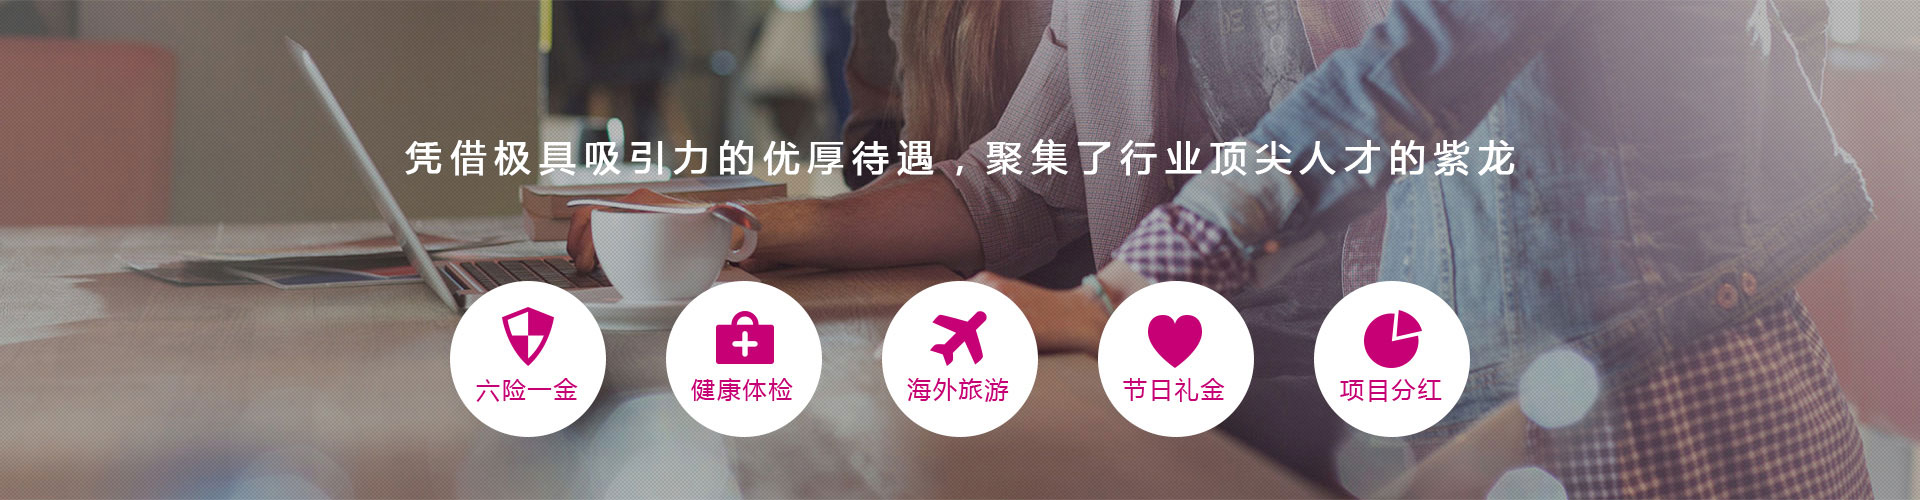 凭借极具吸引力的优厚待遇，聚集了行业顶尖人才的紫龙
六险一金
健康体检
海外旅游
节日礼金
项目分红